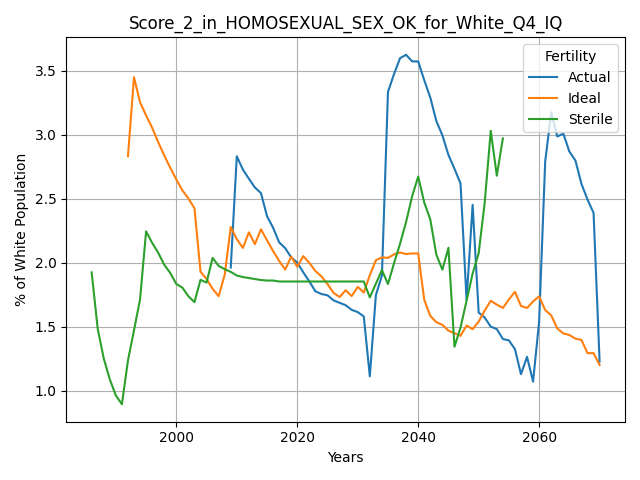 Score_2_in_HOMOSEXUAL_SEX_OK_for_White_Q4_IQ
Fertility
Actual
Ideal
Sterile
% of White Population
3.5
3.0
2.5
2.0
1.5
1.0
2000
2020
2040
2060
Years